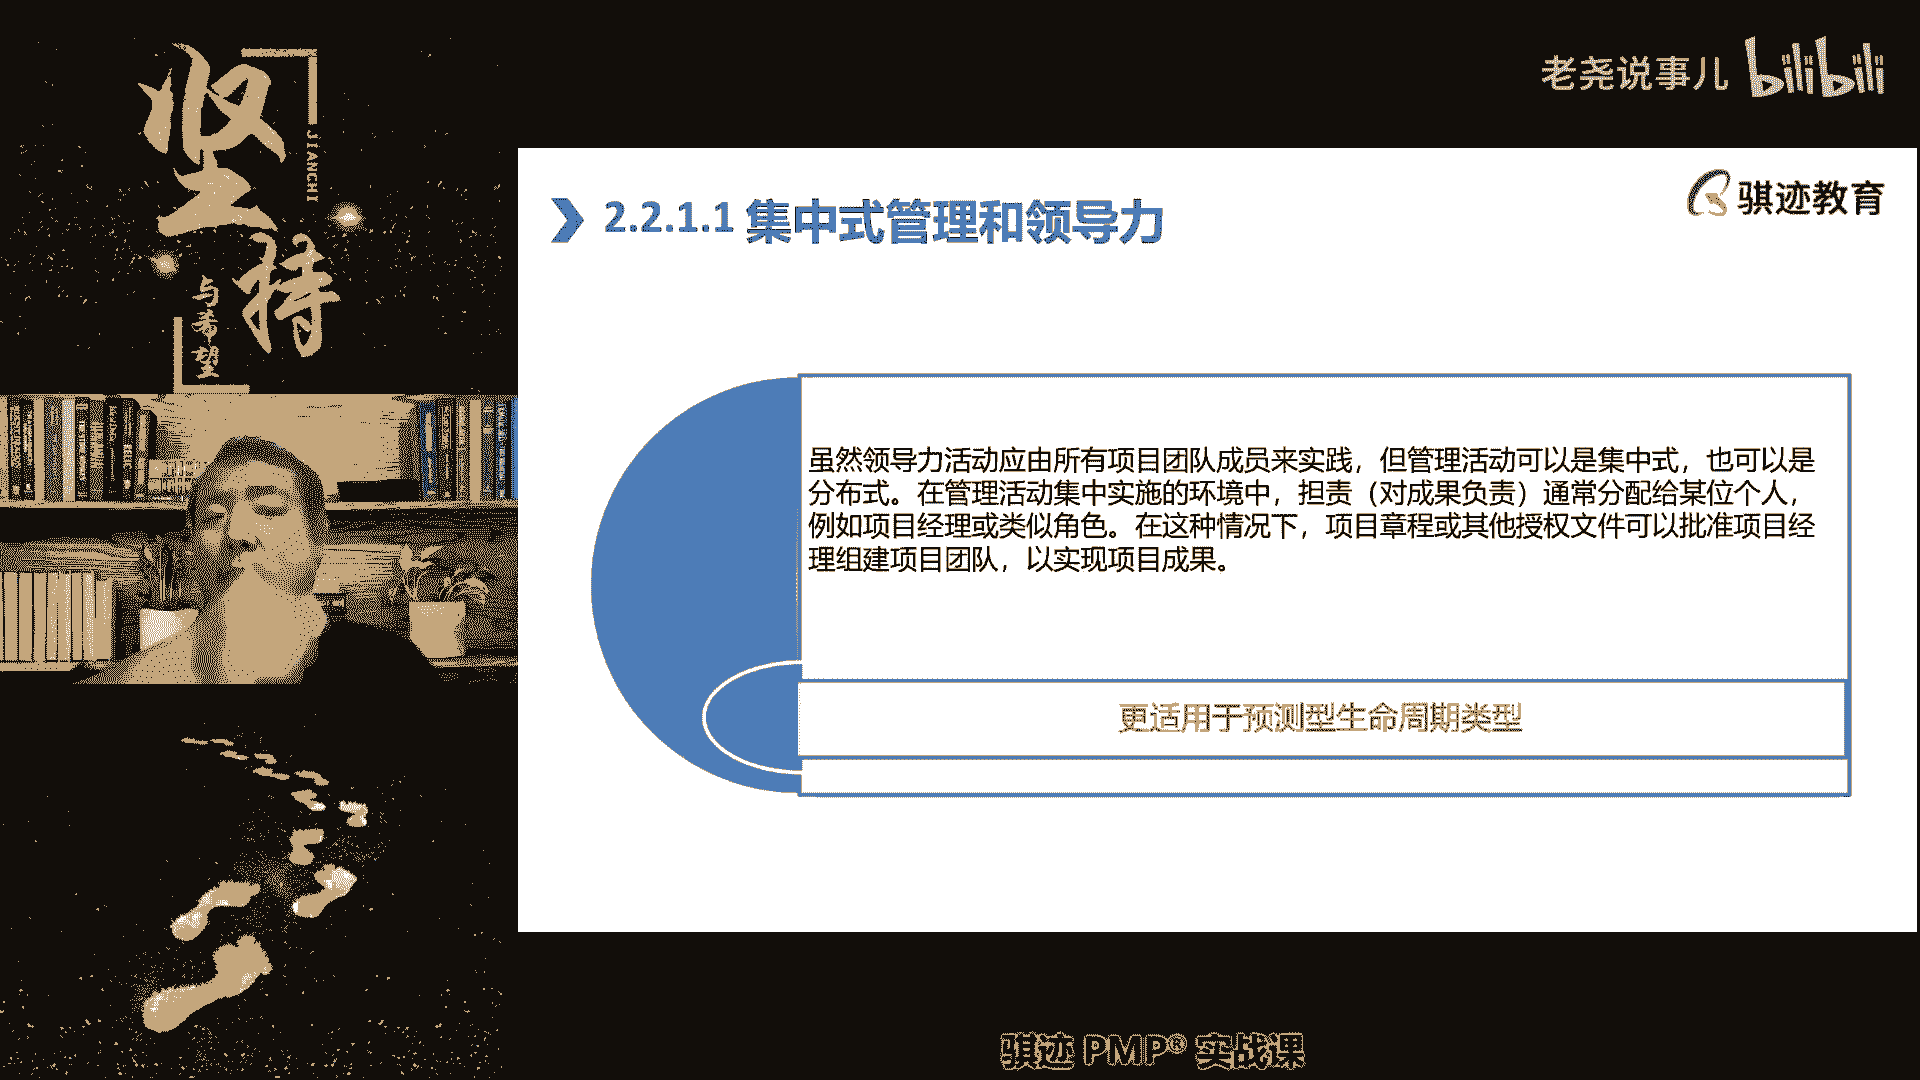 坚持
JIANCHI
与希望
老尧说事儿 bilibili
骐迹教育
2.2.1.1 集中式管理和领导力
虽然领导力活动应由所有项目团队成员来实践，但管理活动可以是集中式，也可以是
分布式。在管理活动集中实施的环境中，担责（对成果负责）通常分配给某位个人，
例如项目经理或类似角色。在这种情况下，项目章程或其他授权文件可以批准项目经
理组建项目团队，以实现项目成果。
更适用于预测型生命周期类型
骐迹 PMP® 实战课